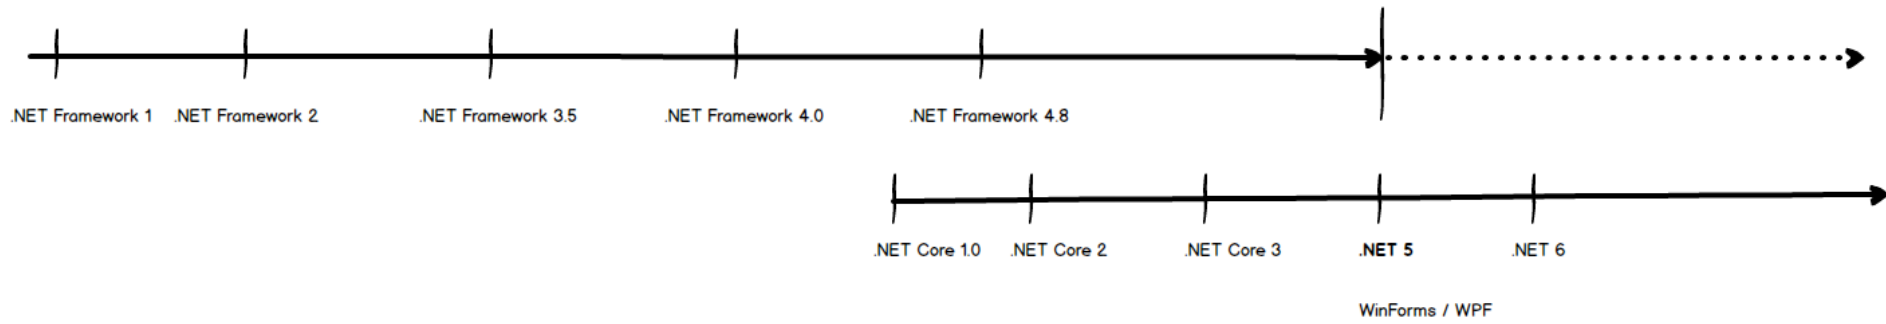 .NET Framework 1 .NET Framework 2 .NET Framework 3.5 .NET Framework 4.0 .NET Framework 4.8
.NET Core 1.0 .NET Core 2 .NET Core 3 .NET 5 .NET 6
WinForms / WPF